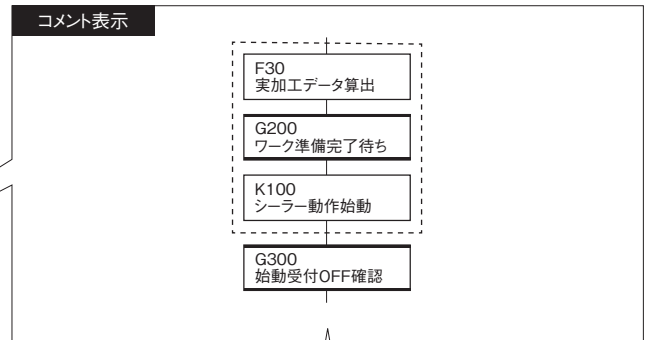 コメント表示
F30
実加工データ算出
G200
ワーク準備完了待ち
K100
シーラー動作始動
G300
始動受付OFF確認